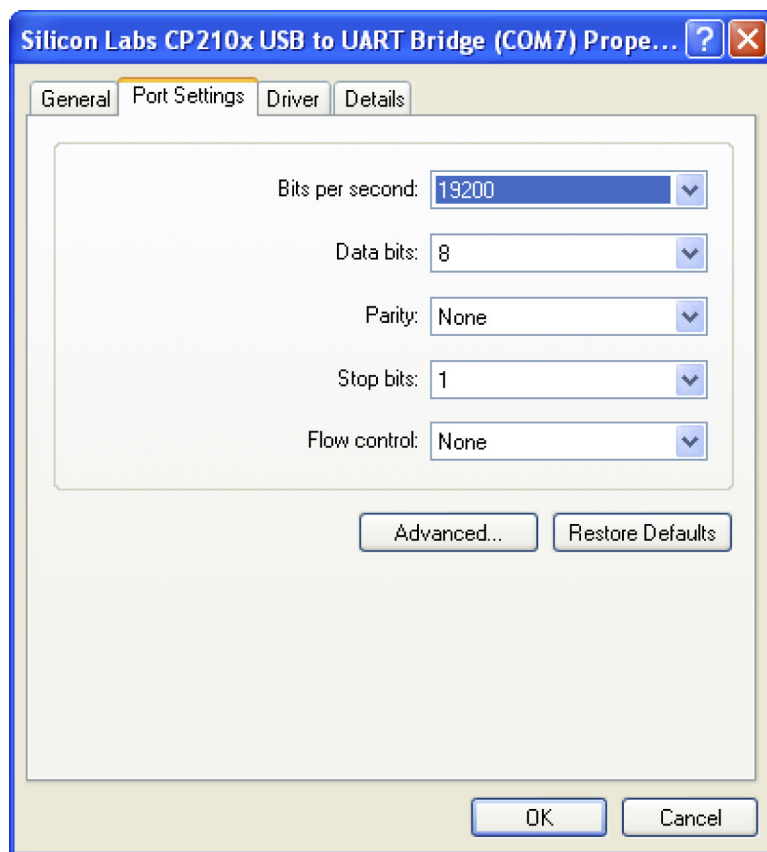 Silicon Labs CP210x USB to UART Bridge (COM7) Prope... ?
General Port Settings Driver Details
Bits per second: 19200
Data bits: 8
Parity: None
Stop bits: 1
Flow control: None
Advanced... Restore Defaults
OK Cancel